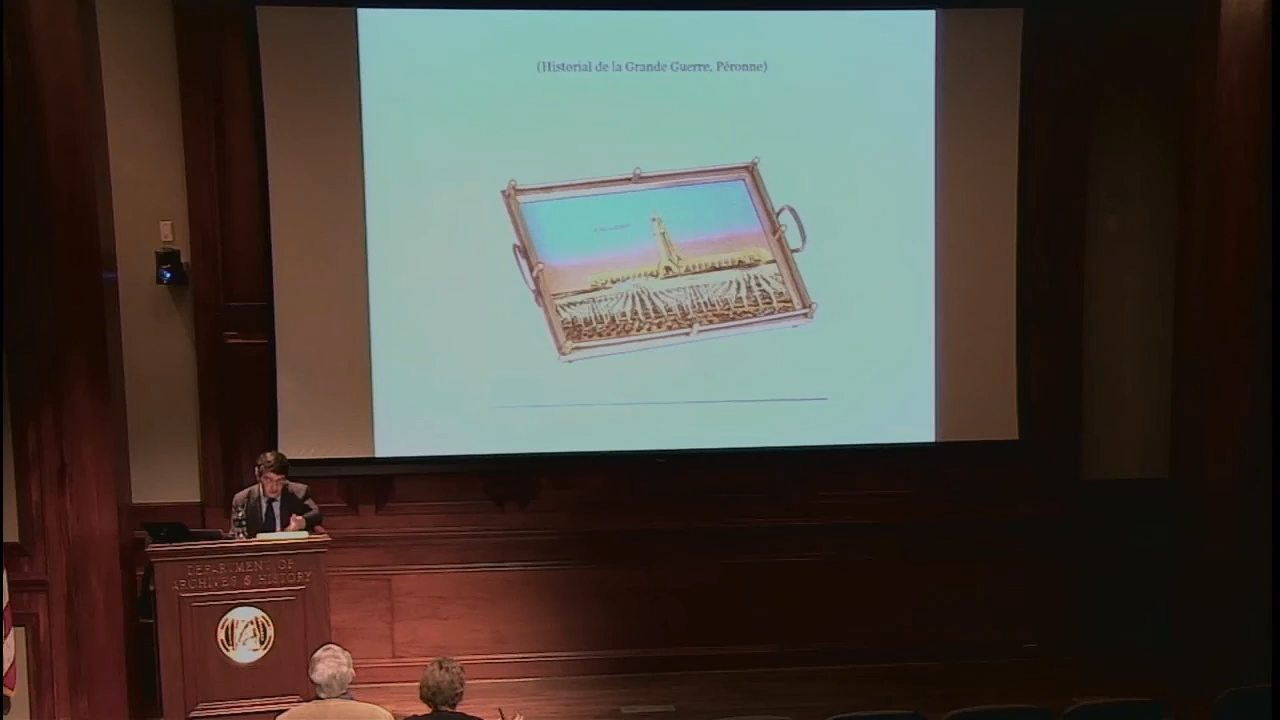 (Historial de la Grande Guerre, Péronne)
DEPARTMENT OF
ARCHIVES & HISTORY